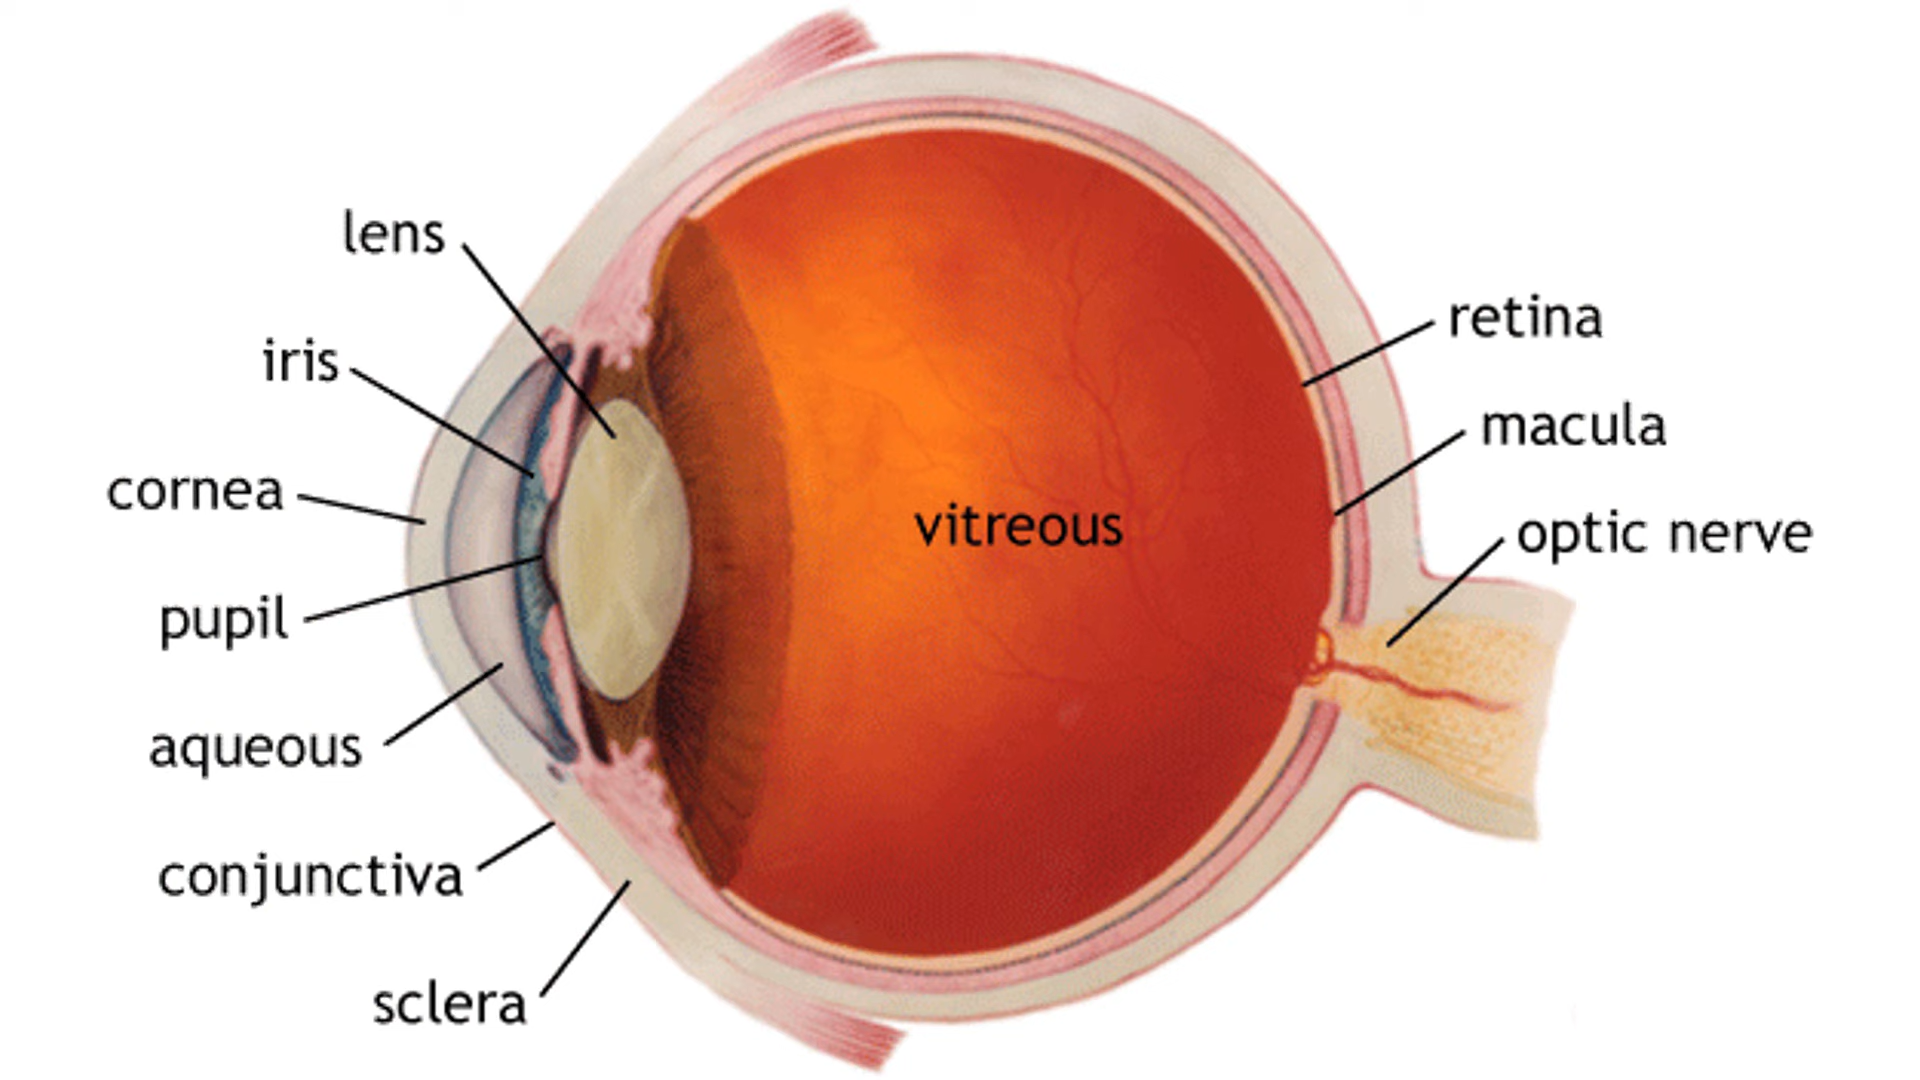 lens
iris
cornea
pupil
aqueous
conjunctiva
sclera
vitreous
retina
macula
optic nerve